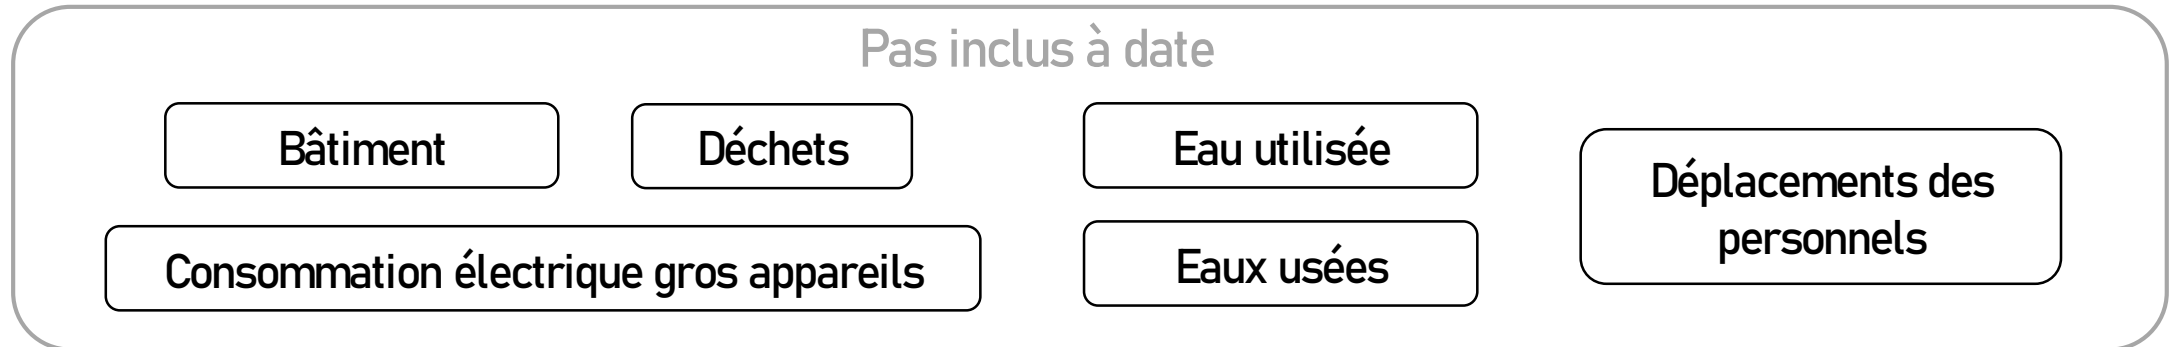 Pas inclus à date
Bâtiment
Déchets
Eau utilisée
Déplacements des
personnels
Consommation électrique gros appareils
Eaux usées